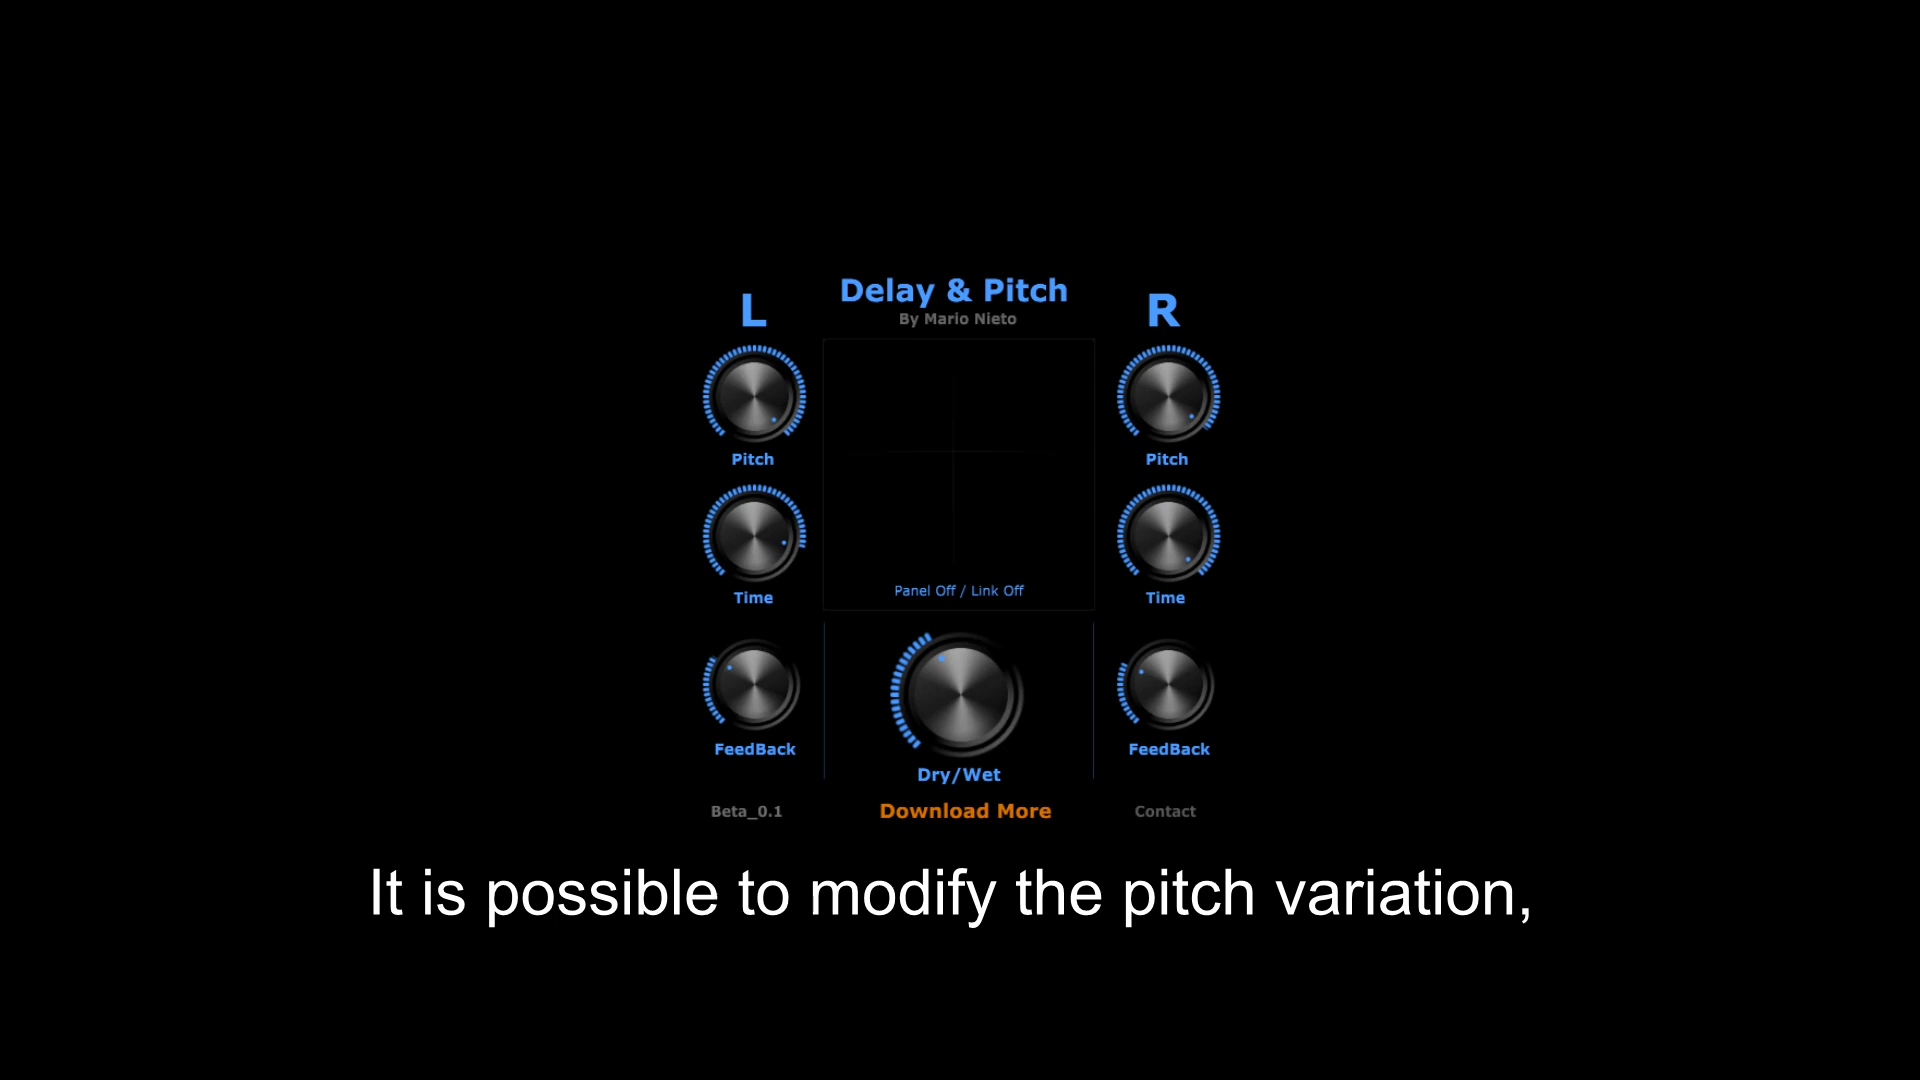 Delay & Pitch
By Mario Nieto
L
R
Pitch
Pitch
Time
Time
Panel Off / Link Off
FeedBack
FeedBack
Dry/Wet
Beta_0.1
Download More
Contact
It is possible to modify the pitch variation,